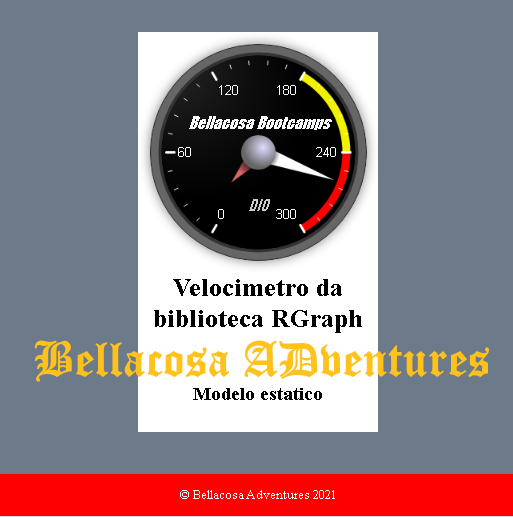 120 180
Bellacosa Bootcamps
60 240
DIO
0 300
Velocimetro da
biblioteca RGraph
Bellacosa ADventures
Modelo estatico
© Bellacosa Adventures 2021